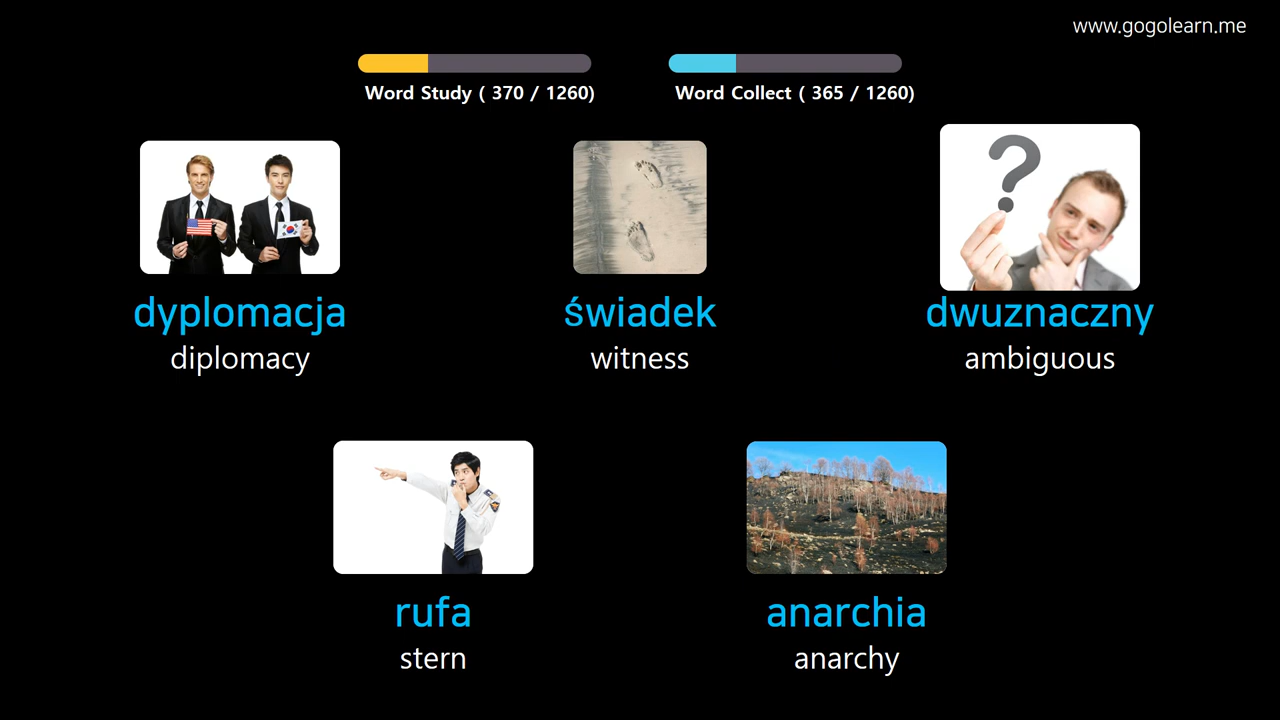 www.gogolearn.me
Word Study ( 370 / 1260)
Word Collect ( 365 / 1260)
dyplomacja
diplomacy
świadek
witness
dwuznaczny
ambiguous
rufa
stern
anarchia
anarchy